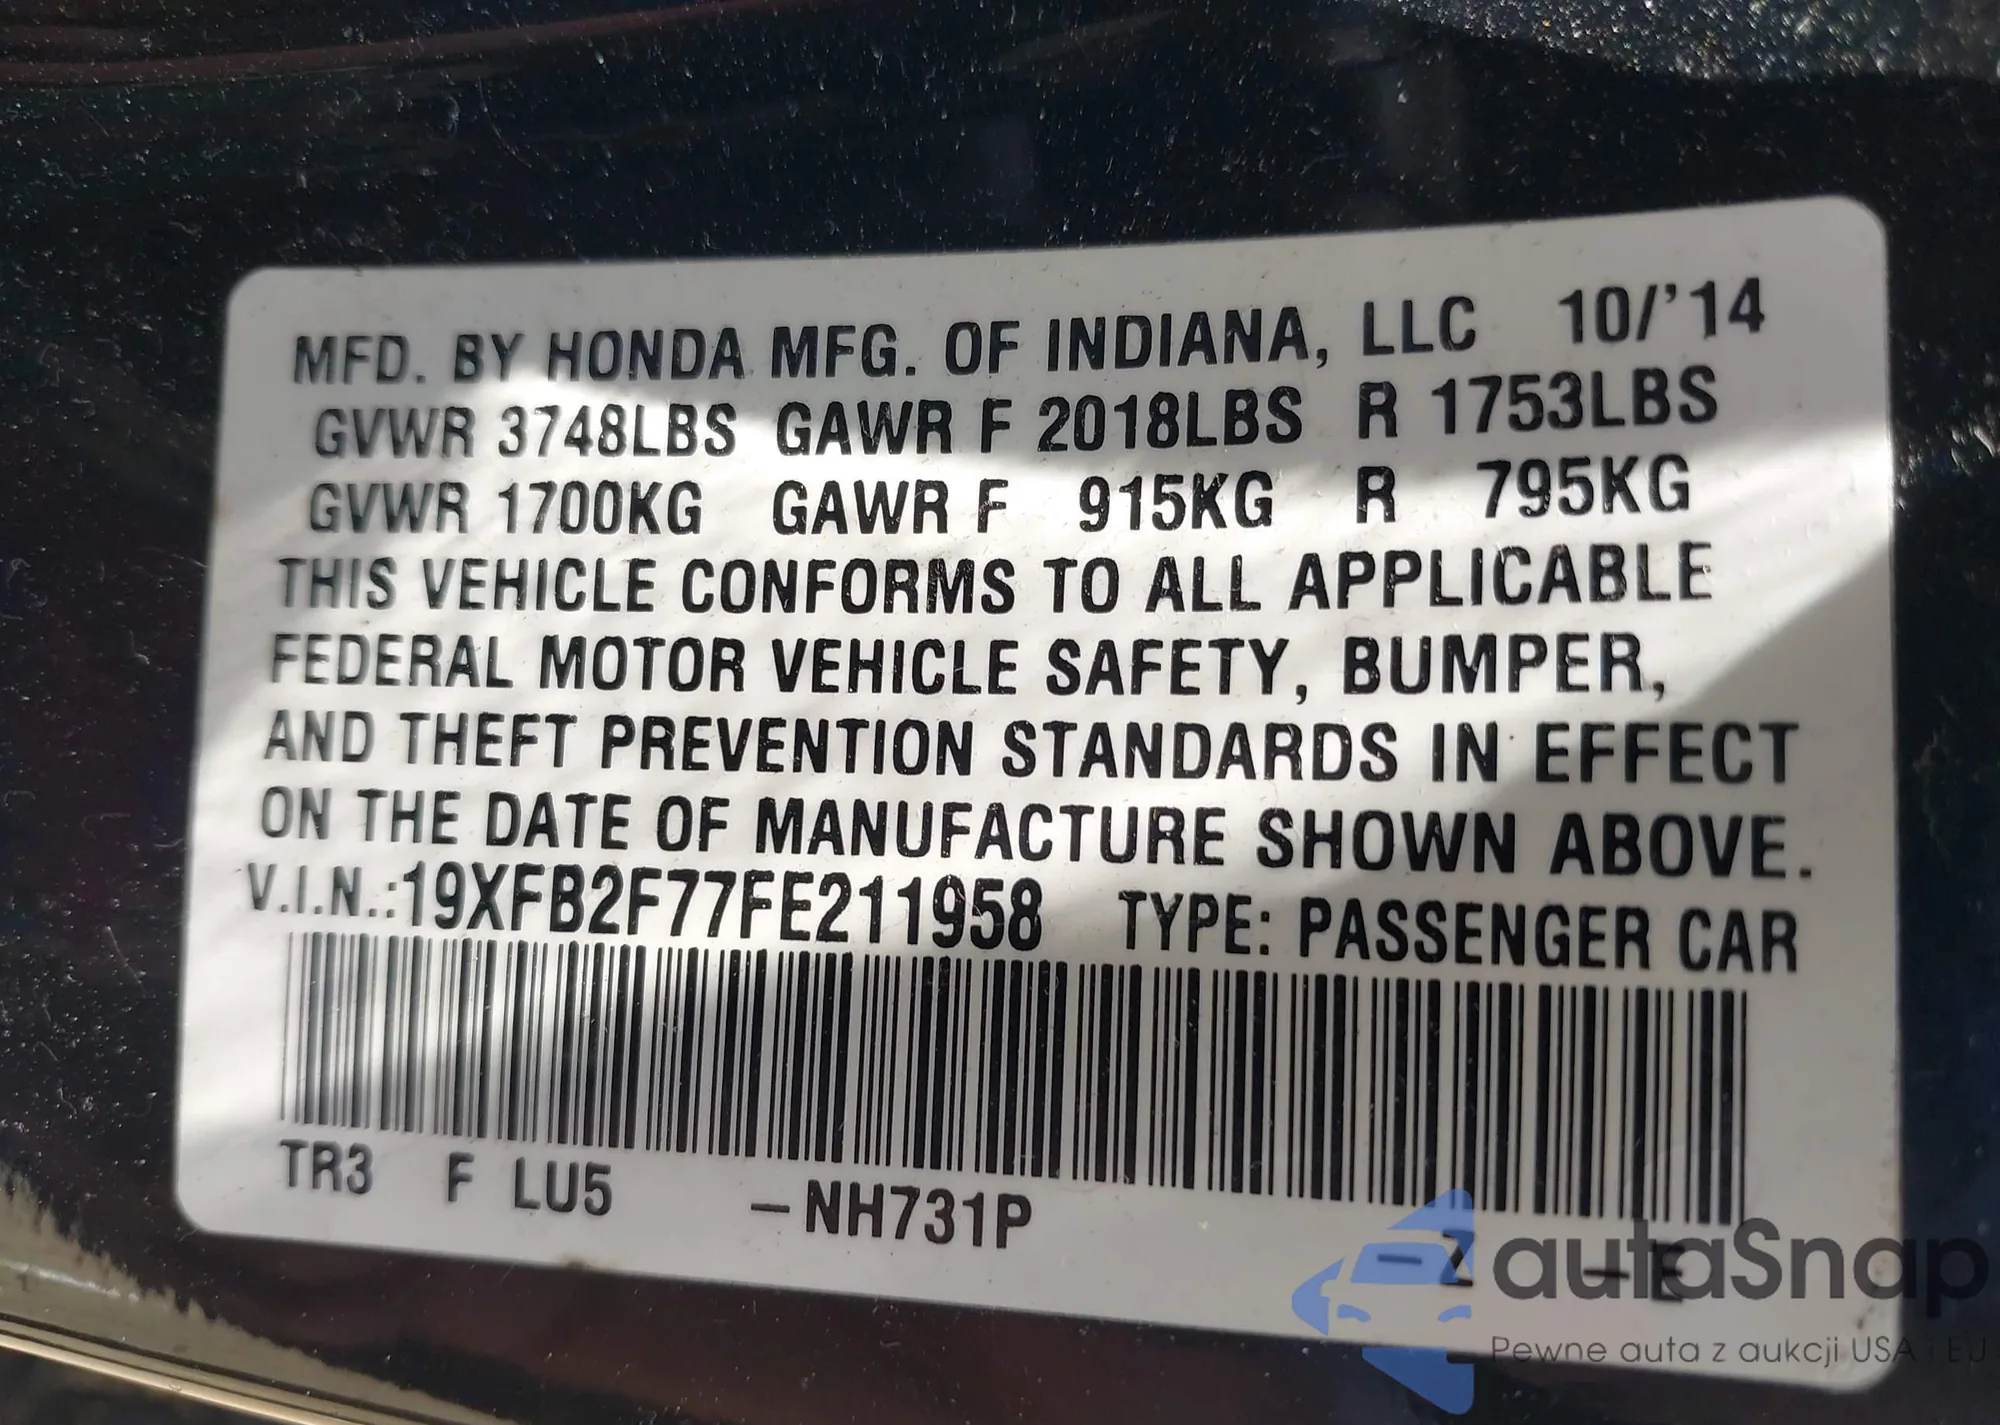 MFD. BY HONDA MFG. OF INDIANA, LLC 10/'14
GVWR 3748LBS GAWR F 2018LBS R 1753LBS
GVWR 1700KG GAWR F 915KG R 795KG
THIS VEHICLE CONFORMS TO ALL APPLICABLE
FEDERAL MOTOR VEHICLE SAFETY, BUMPER,
AND THEFT PREVENTION STANDARDS IN EFFECT
ON THE DATE OF MANUFACTURE SHOWN ABOVE.
V.I.N.:19XFB2F77FE211958 TYPE: PASSENGER CAR
TR3 F LU5 –NH731P –Z –E
autaSnap
Pewne auta z aukcji USA i EU